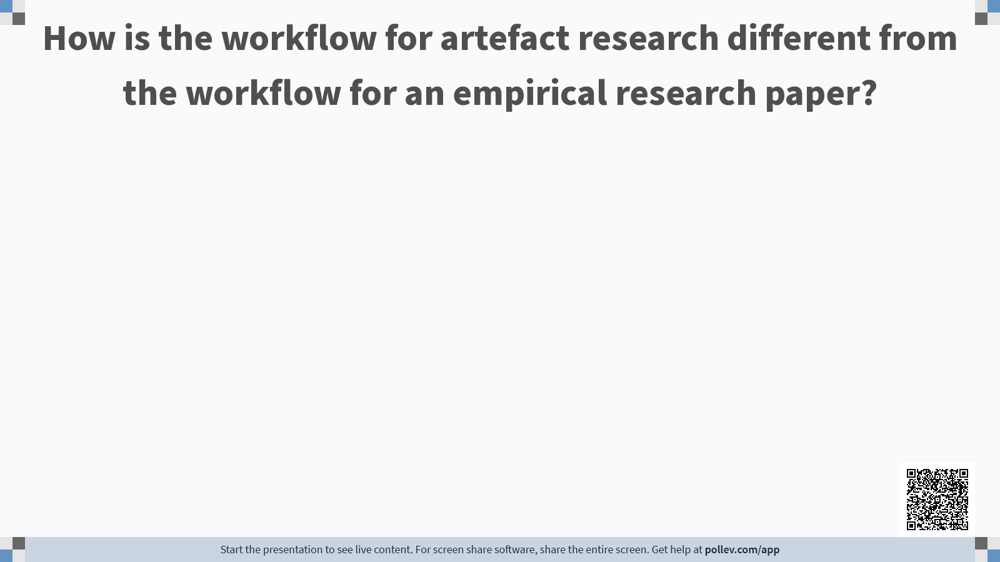 How is the workflow for artefact research different from
the workflow for an empirical research paper?
Start the presentation to see live content. For screen share software, share the entire screen. Get help at pollev.com/app